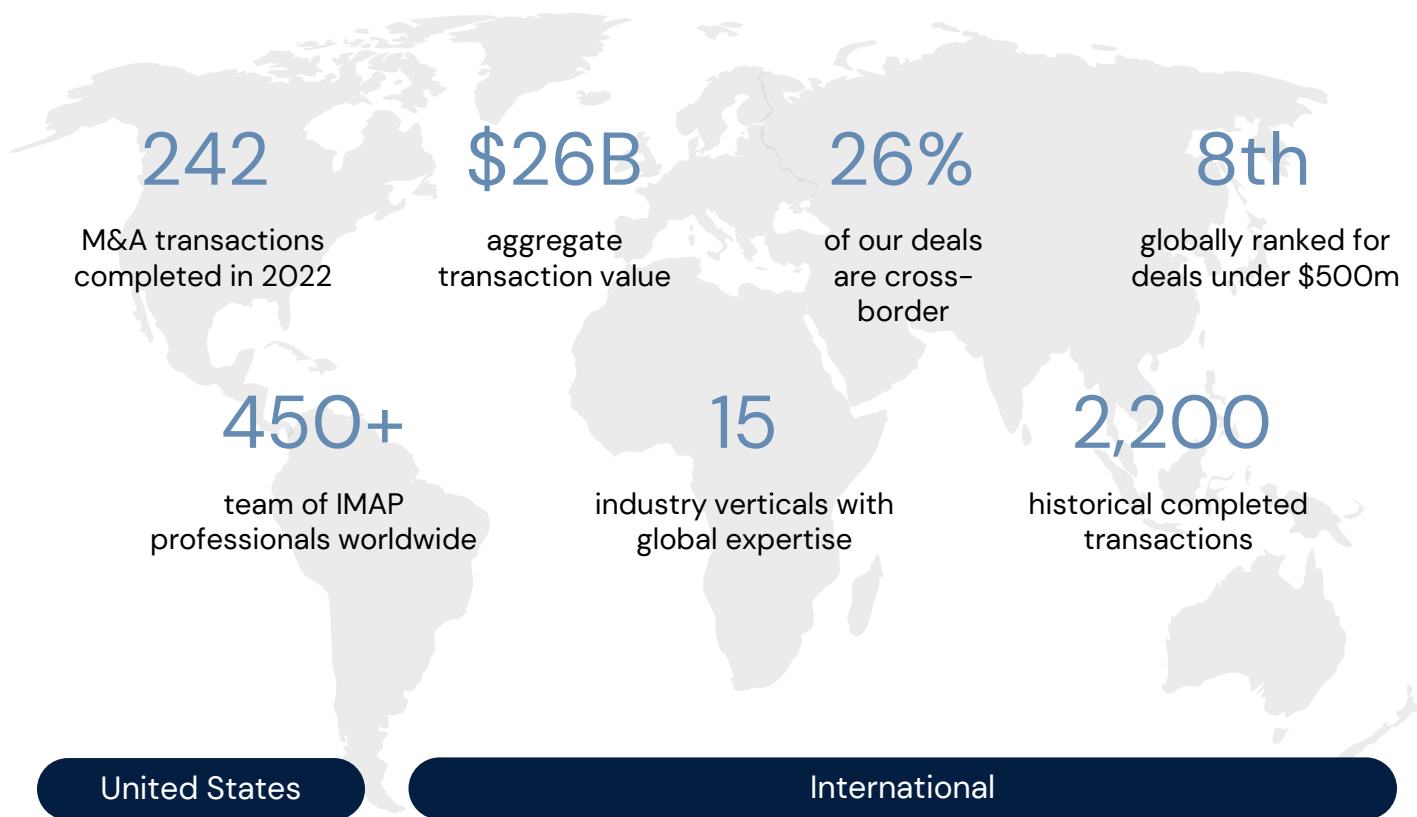 242
M&A transactions
completed in 2022
$26B
aggregate
transaction value
26%
of our deals
are cross-
border
8th
globally ranked for
deals under $500m
450+
team of IMAP
professionals worldwide
15
industry verticals with
global expertise
2,200
historical completed
transactions
United States
International